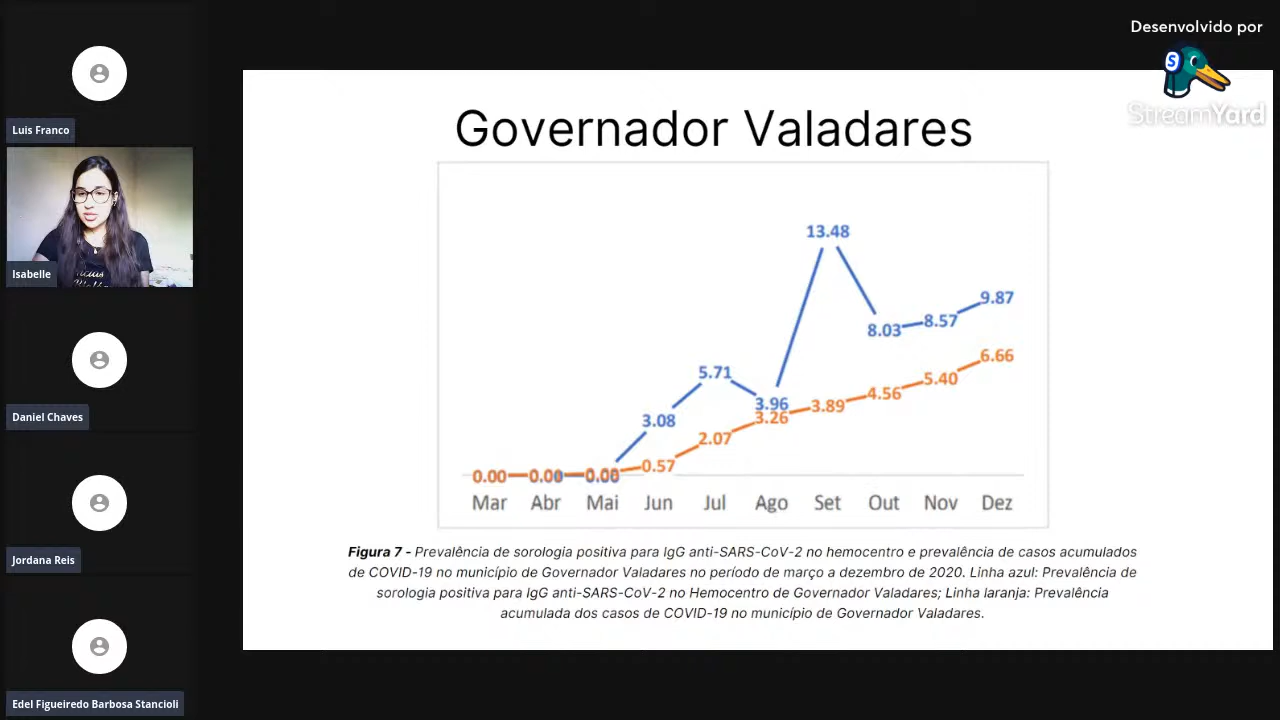 Desenvolvido por
StreamYard
Luis Franco
Isabelle
Daniel Chaves
Jordana Reis
Edel Figueiredo Barbosa Stancioli
Governador Valadares
13.48
9.87
8.57
8.03
6.66
5.71
5.40
4.56
3.96
3.89
3.26
3.08
2.07
0.57
0.00 0.00 0.00
Mar Abr Mai Jun Jul Ago Set Out Nov Dez
Figura 7 - Prevalência de sorologia positiva para IgG anti-SARS-CoV-2 no hemocentro e prevalência de casos acumulados
de COVID-19 no município de Governador Valadares no período de março a dezembro de 2020. Linha azul: Prevalência de
sorologia positiva para IgG anti-SARS-CoV-2 no Hemocentro de Governador Valadares; Linha laranja: Prevalência
acumulada dos casos de COVID-19 no município de Governador Valadares.